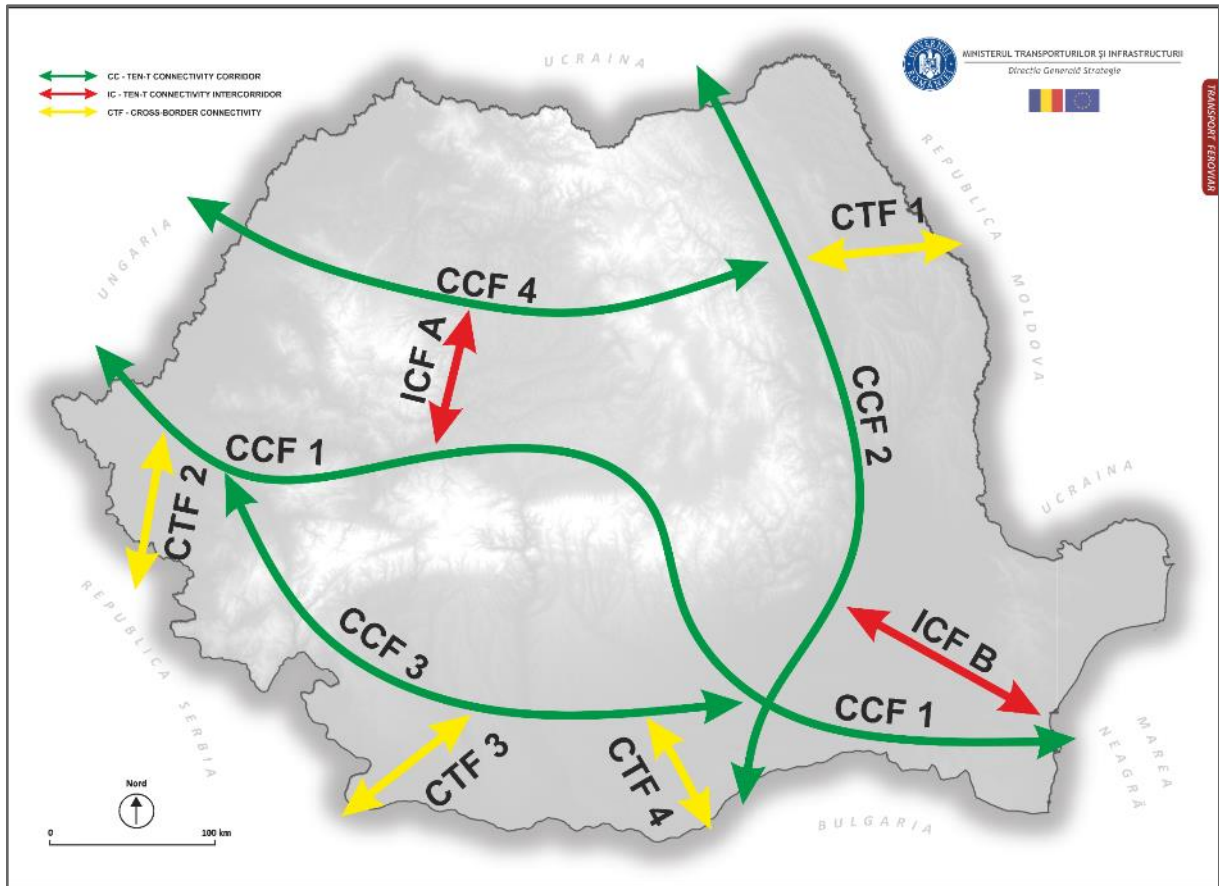 UCRAINA
CC - TEN-T CONNECTIVITY CORRIDOR
IC - TEN-T CONNECTIVITY INTERCORRIDOR
CTF - CROSS-BORDER CONNECTIVITY
GUVERNUL ROMÂNIEI
MINISTERUL TRANSPORTURILOR ȘI INFRASTRUCTURII
Direcția Generală Strategie
TRANSPORT FEROVIAR
REPUBLICA
MOLDOVA
UNGARIA
CTF 1
CCF 4
ICF A
CCF 2
CCF 1
CTF 2
UCRAINA
REPUBLICA
SERBIA
CCF 3
ICF B
CCF 1
MAREA
NEAGRĂ
CTF 3
CTF 4
BULGARIA
Nord
0 100 km